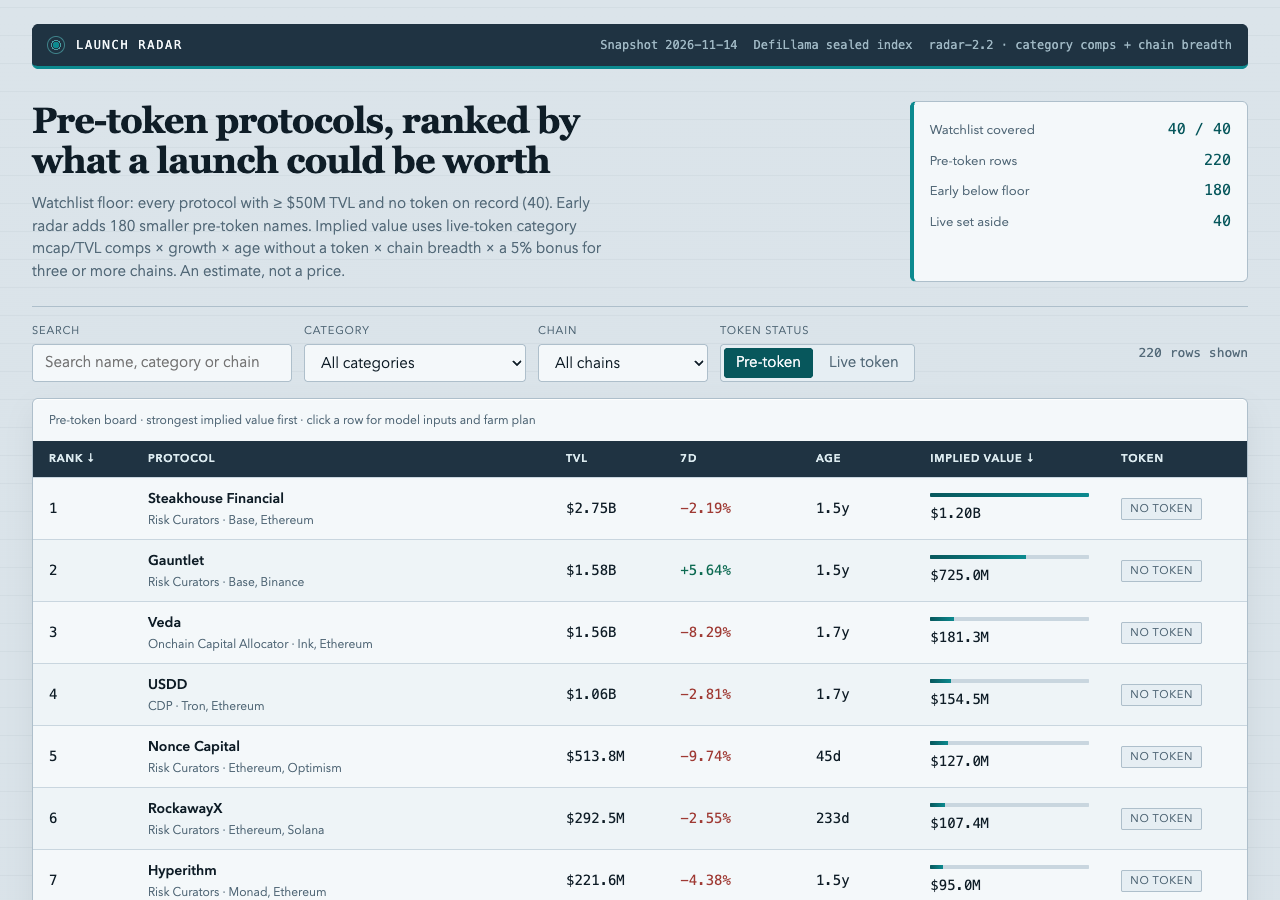 LAUNCH RADAR
Snapshot 2026-11-14 DefiLlama sealed index radar-2.2 · category comps + chain breadth
Pre-token protocols, ranked by
what a launch could be worth
Watchlist floor: every protocol with ≥ $50M TVL and no token on record (40). Early
radar adds 180 smaller pre-token names. Implied value uses live-token category
mcap/TVL comps × growth × age without a token × chain breadth × a 5% bonus for
three or more chains. An estimate, not a price.
Watchlist covered 40 / 40
Pre-token rows 220
Early below floor 180
Live set aside 40
SEARCH CATEGORY CHAIN TOKEN STATUS
Search name, category or chain All categories All chains Pre-token Live token 220 rows shown
Pre-token board · strongest implied value first · click a row for model inputs and farm plan
RANK ↓ PROTOCOL TVL 7D AGE IMPLIED VALUE ↓ TOKEN
1 Steakhouse Financial $2.75B −2.19% 1.5y $1.20B NO TOKEN
Risk Curators · Base, Ethereum
2 Gauntlet $1.58B +5.64% 1.5y $725.0M NO TOKEN
Risk Curators · Base, Binance
3 Veda $1.56B −8.29% 1.7y $181.3M NO TOKEN
Onchain Capital Allocator · Ink, Ethereum
4 USDD $1.06B −2.81% 1.7y $154.5M NO TOKEN
CDP · Tron, Ethereum
5 Nonce Capital $513.8M −9.74% 45d $127.0M NO TOKEN
Risk Curators · Ethereum, Optimism
6 RockawayX $292.5M −2.55% 233d $107.4M NO TOKEN
Risk Curators · Ethereum, Solana
7 Hyperithm $221.6M −4.38% 1.5y $95.0M NO TOKEN
Risk Curators · Monad, Ethereum